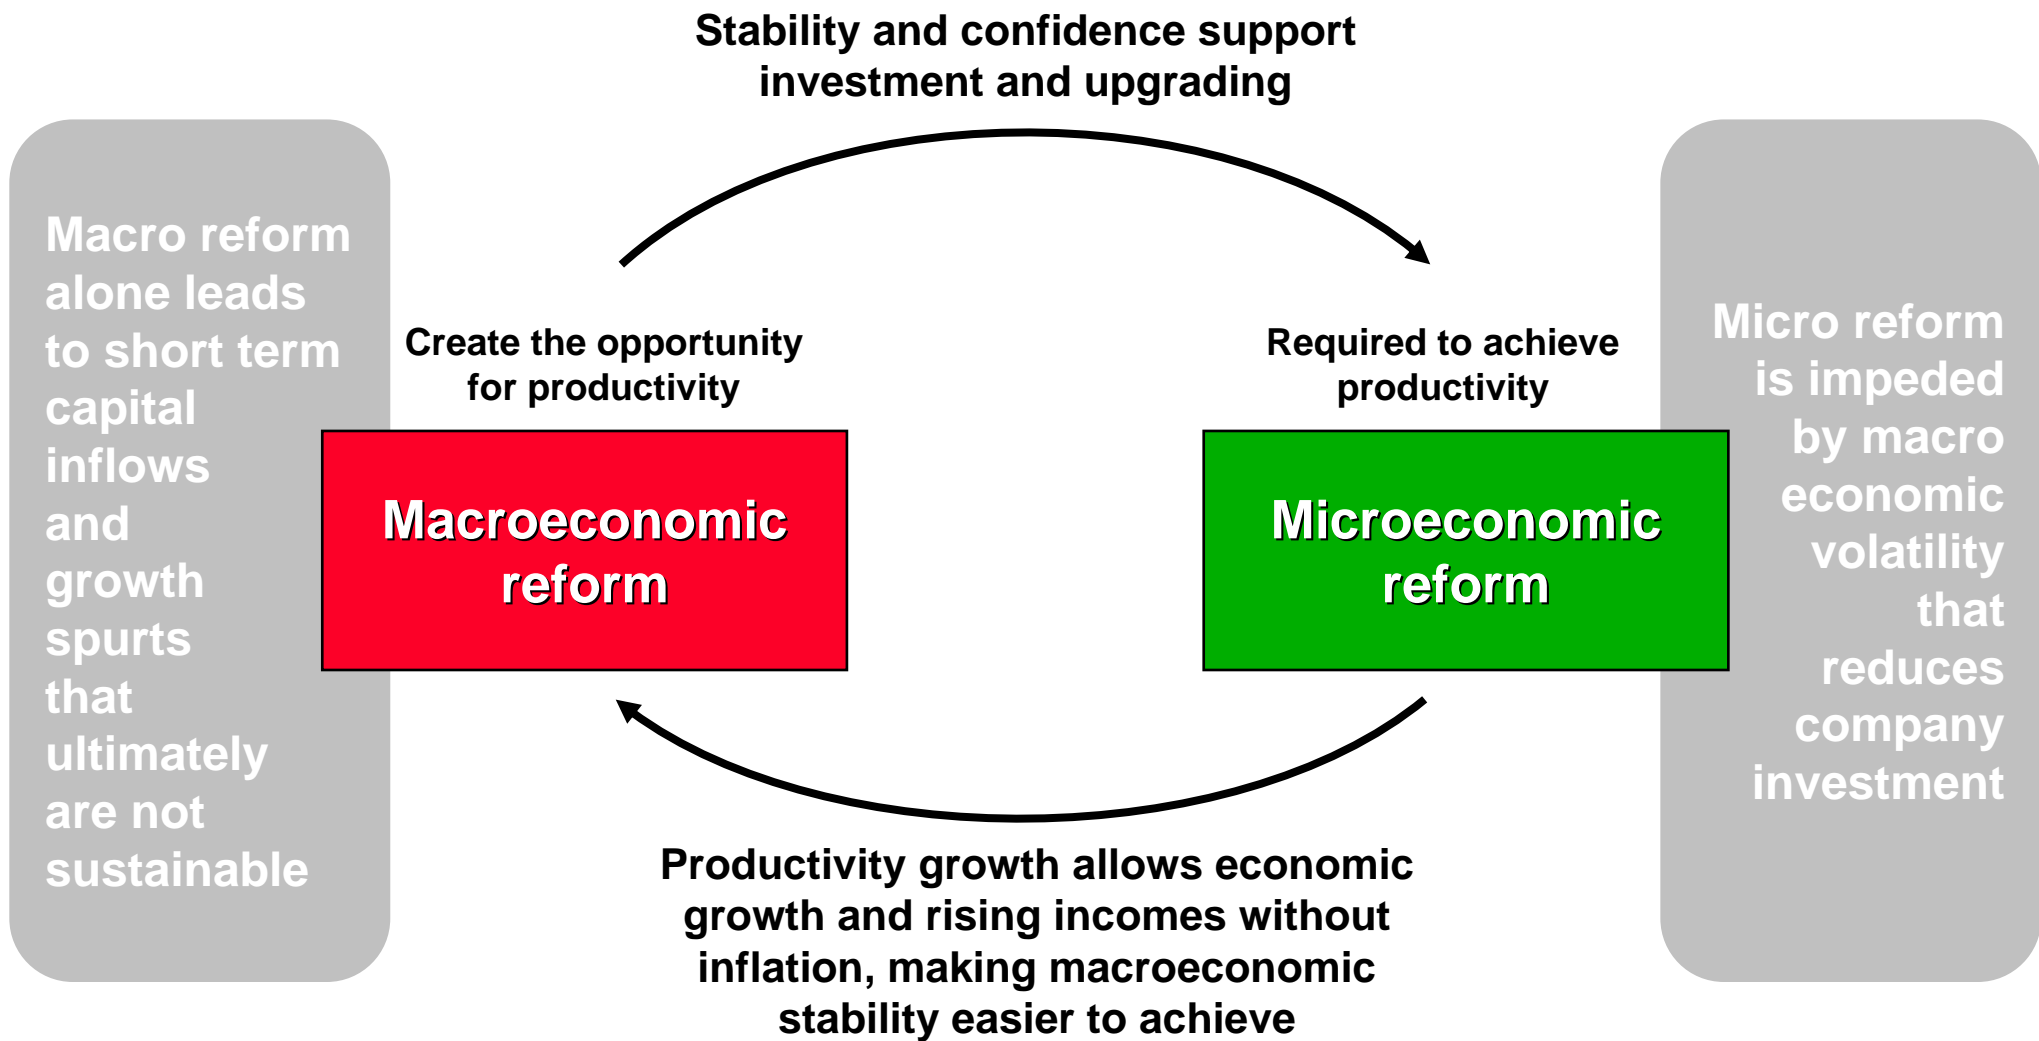 Stability and confidence support
investment and upgrading
Macro reform
alone leads
to short term
capital
inflows
and
growth
spurts
that
ultimately
are not
sustainable
Create the opportunity
for productivity
Macroeconomic
reform
Required to achieve
productivity
Microeconomic
reform
Micro reform
is impeded
by macro
economic
volatility
that
reduces
company
investment
Productivity growth allows economic
growth and rising incomes without
inflation, making macroeconomic
stability easier to achieve